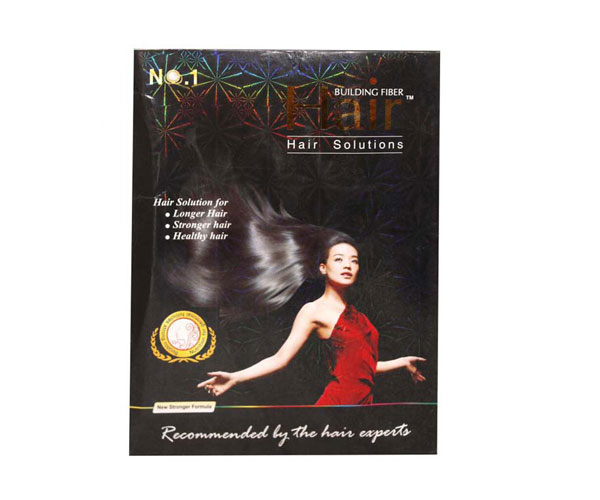 NO.1
BUILDING FIBER
Hair™
Hair Solutions
Hair Solution for
• Longer Hair
• Stronger hair
• Healthy hair
New Stronger Formula
Recommended by the hair experts